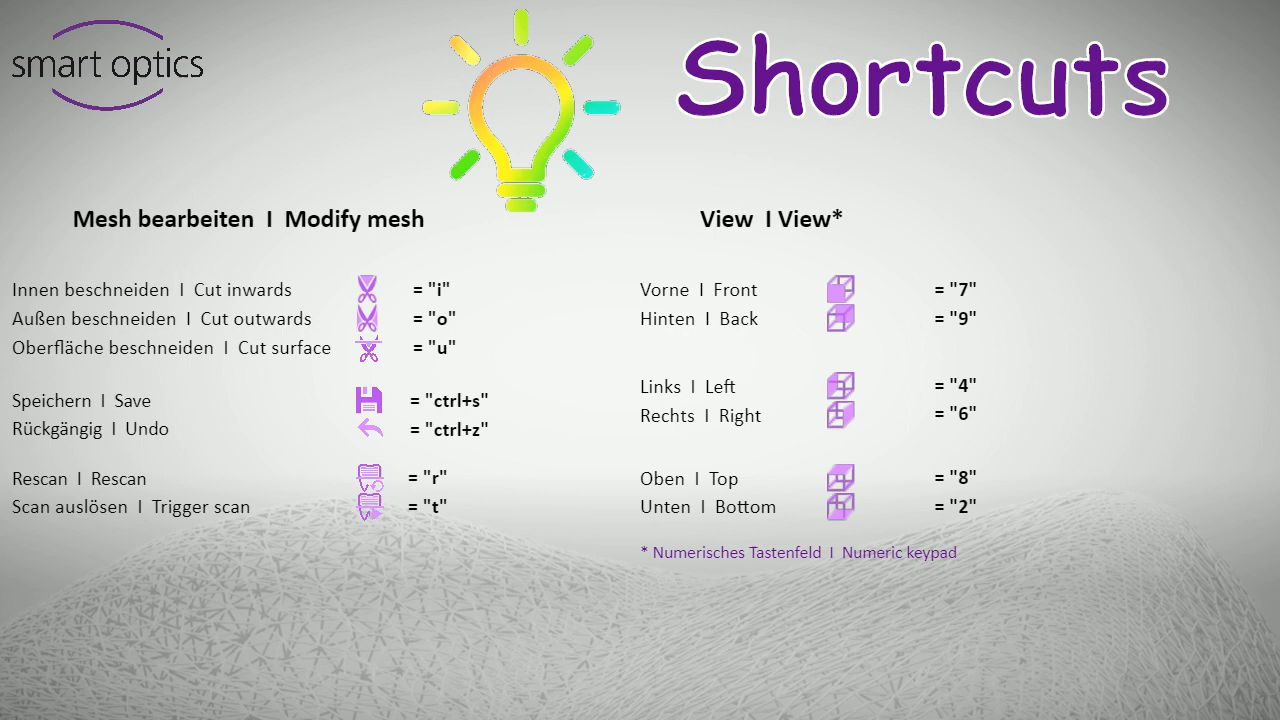 smart optics
Shortcuts
Mesh bearbeiten I Modify mesh
Innen beschneiden I Cut inwards = "i"
Außen beschneiden I Cut outwards = "o"
Oberfläche beschneiden I Cut surface = "u"
Speichern I Save = "ctrl+s"
Rückgängig I Undo = "ctrl+z"
Rescan I Rescan = "r"
Scan auslösen I Trigger scan = "t"
View I View*
Vorne I Front = "7"
Hinten I Back = "9"
Links I Left = "4"
Rechts I Right = "6"
Oben I Top = "8"
Unten I Bottom = "2"
* Numerisches Tastenfeld I Numeric keypad